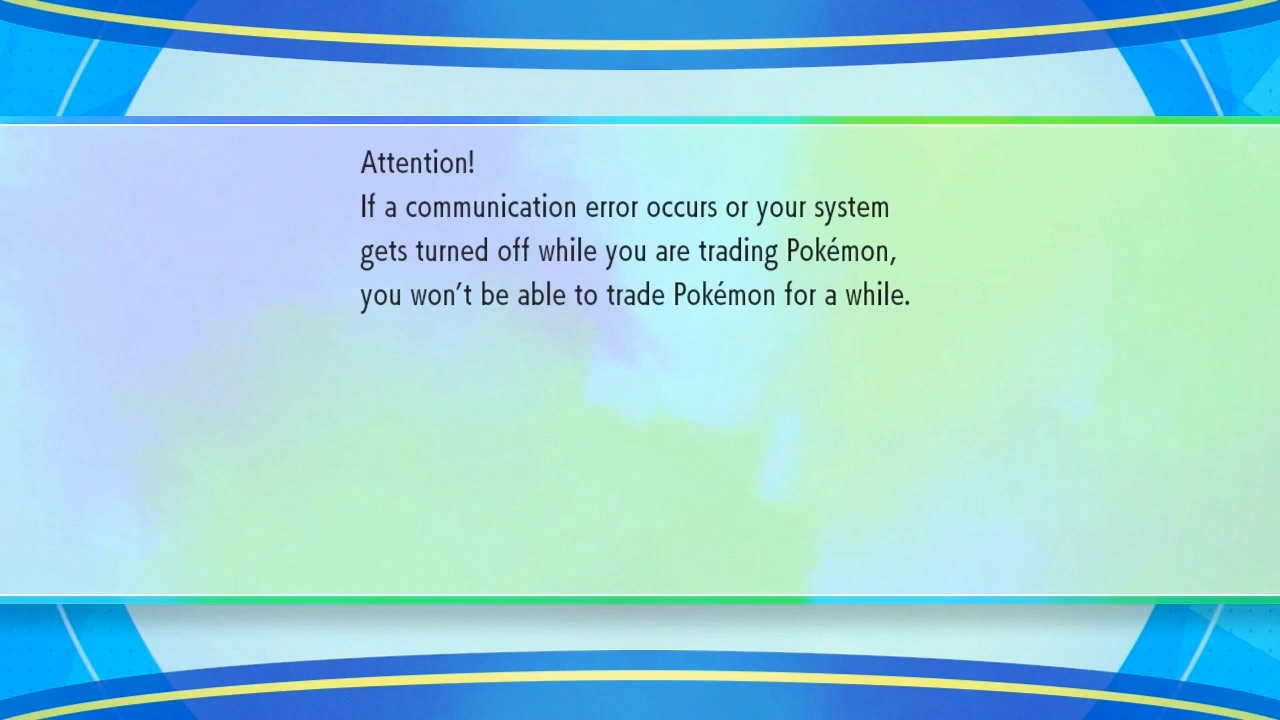 Attention!
If a communication error occurs or your system
gets turned off while you are trading Pokémon,
you won't be able to trade Pokémon for a while.